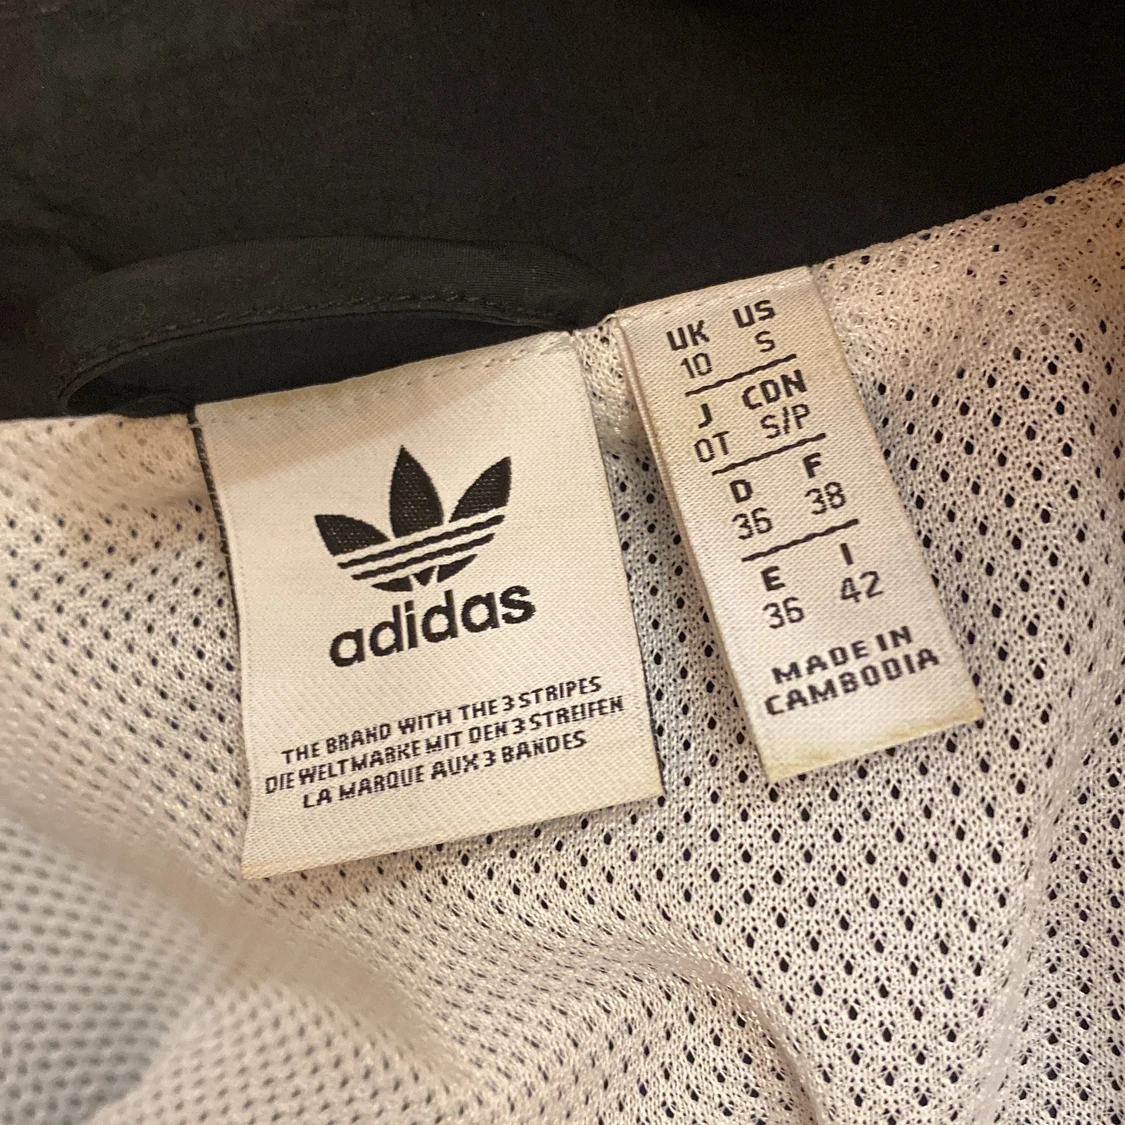 adidas
THE BRAND WITH THE 3 STRIPES
DIE WELTMARKE MIT DEN 3 STREIFEN
LA MARQUE AUX 3 BANDES
UK US
10 S
J CDN
OT S/P
D F
36 38
E I
36 42
MADE IN
CAMBODIA